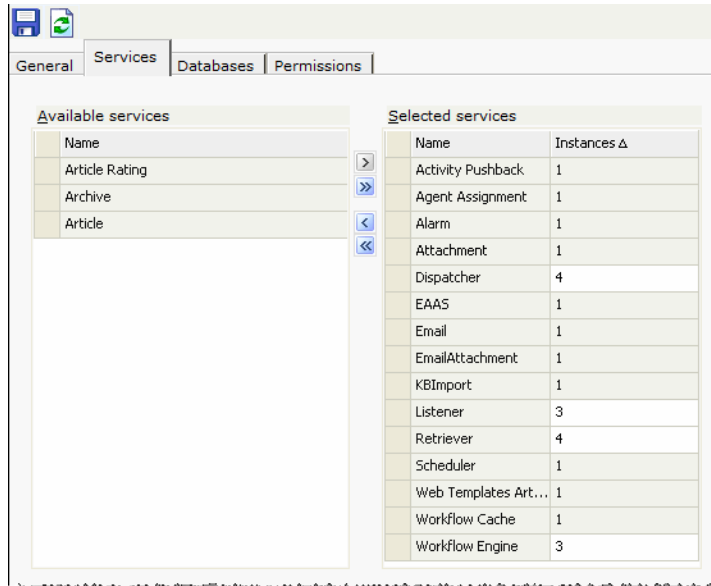 General Services Databases Permissions
Available services
Name
Article Rating
Archive
Article
Selected services
Name Instances Δ
Activity Pushback 1
Agent Assignment 1
Alarm 1
Attachment 1
Dispatcher 4
EAAS 1
Email 1
EmailAttachment 1
KBImport 1
Listener 3
Retriever 4
Scheduler 1
Web Templates Art... 1
Workflow Cache 1
Workflow Engine 3